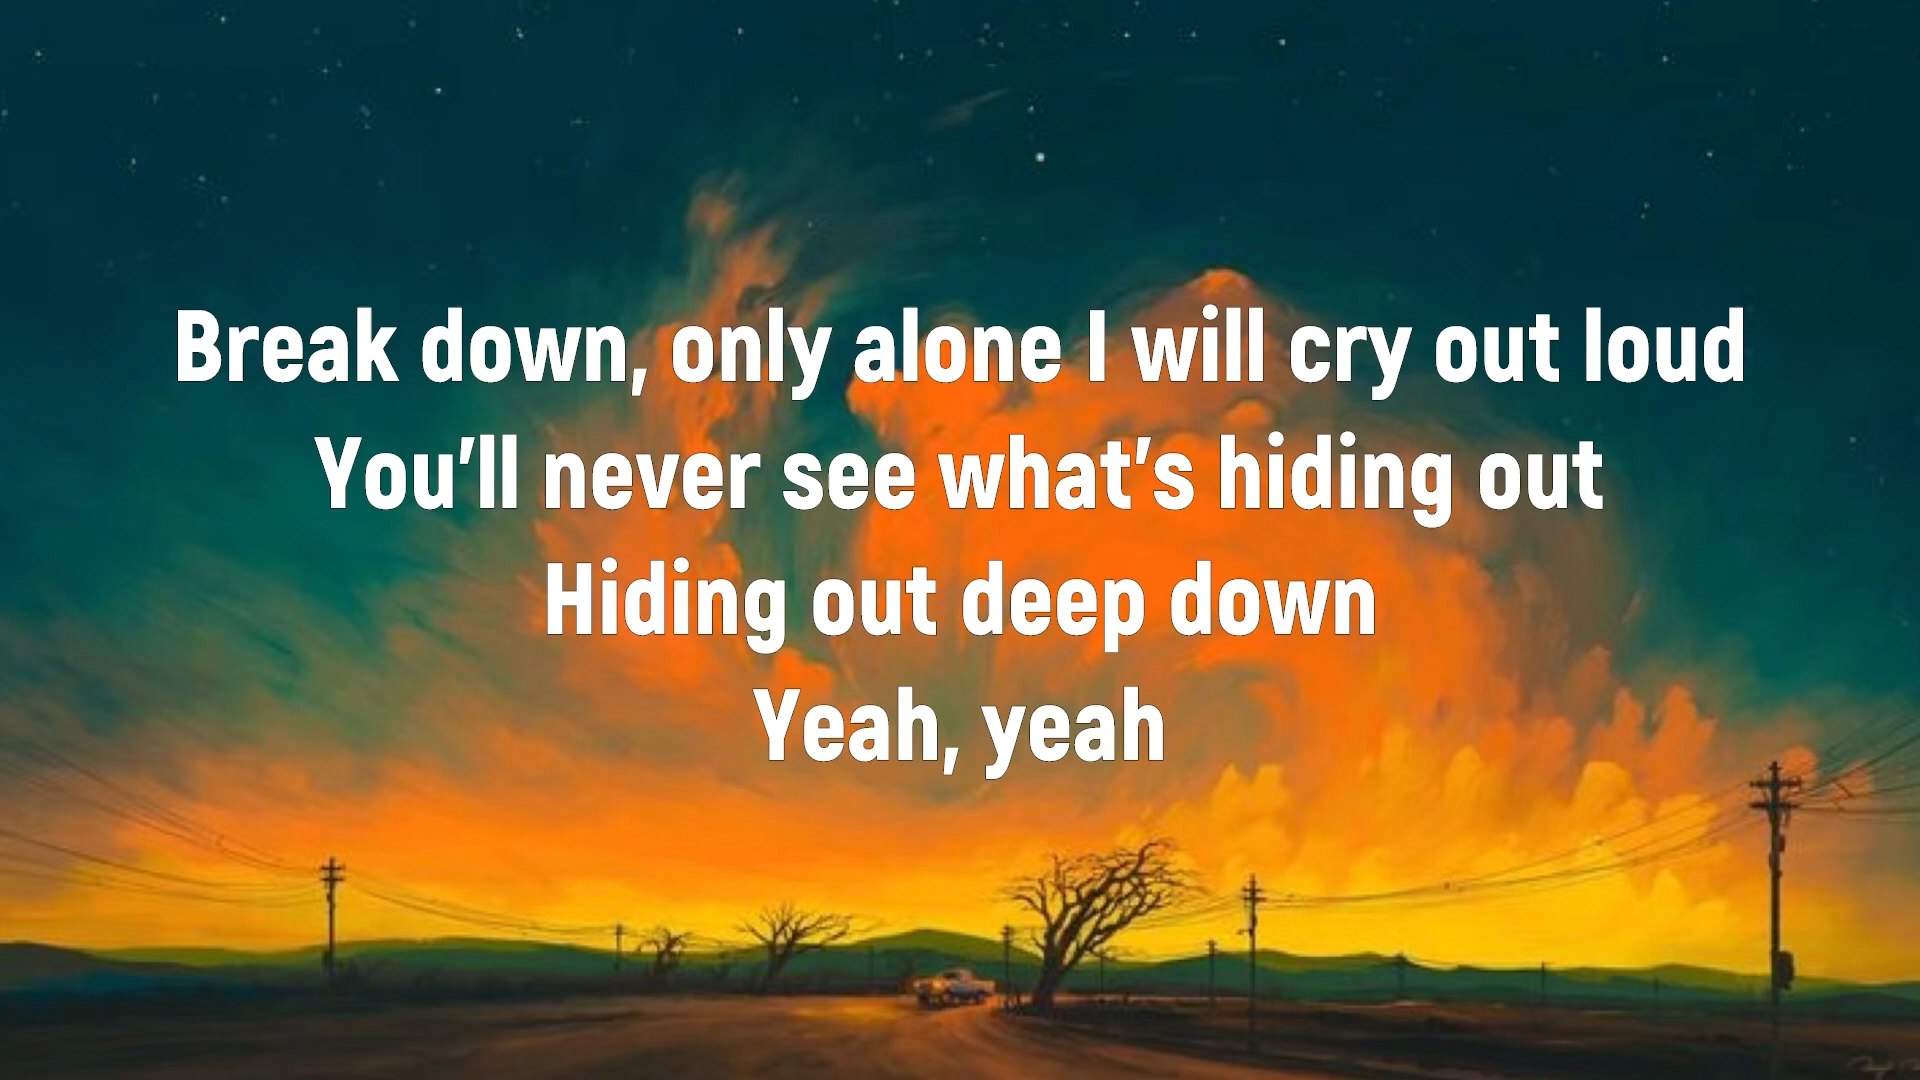 Break down, only alone I will cry out loud
You’ll never see what’s hiding out
Hiding out deep down
Yeah, yeah